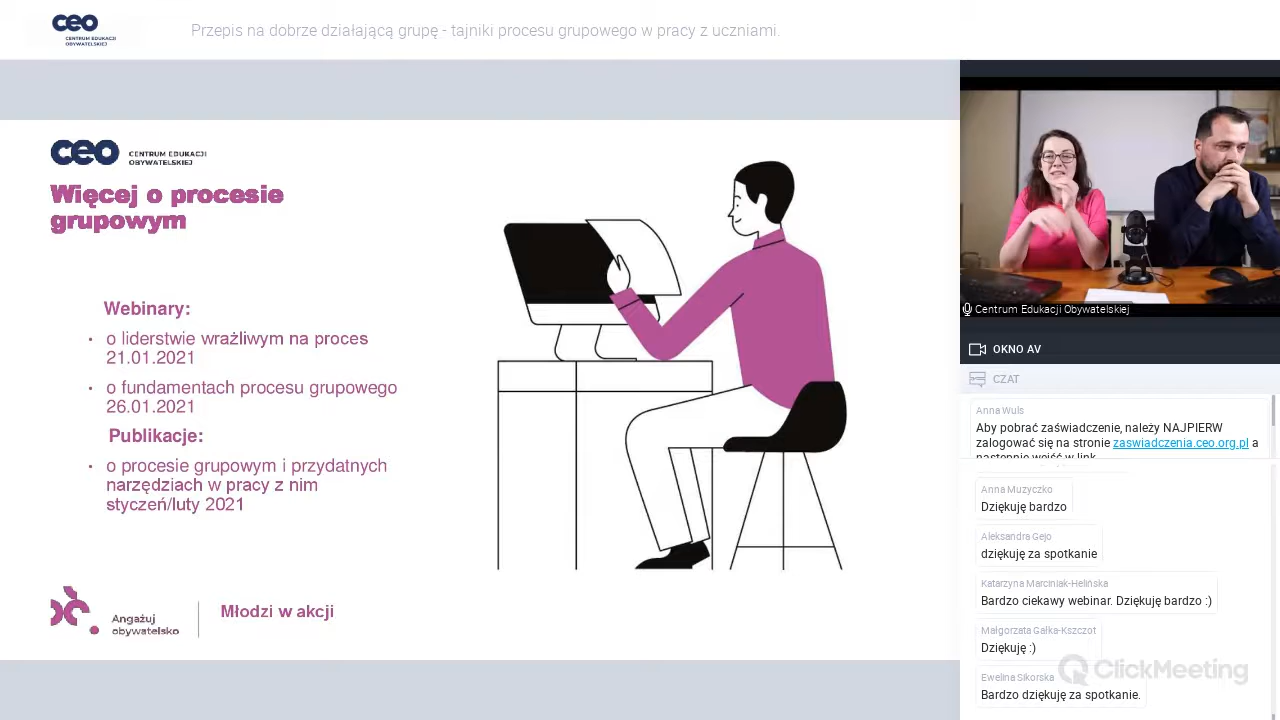 ceo
CENTRUM EDUKACJI
OBYWATELSKIEJ
Przepis na dobrze działającą grupę - tajniki procesu grupowego w pracy z uczniami.
ceo
CENTRUM EDUKACJI
OBYWATELSKIEJ
Więcej o procesie
grupowym
Webinary:
• o liderstwie wrażliwym na proces
21.01.2021
• o fundamentach procesu grupowego
26.01.2021
Publikacje:
• o procesie grupowym i przydatnych
narzędziach w pracy z nim
styczeń/luty 2021
Angażuj
obywatelsko
Młodzi w akcji
Centrum Edukacji Obywatelskiej
OKNO AV
CZAT
Anna Wuls
Aby pobrać zaświadczenie, należy NAJPIERW
zalogować się na stronie zaswiadczenia.ceo.org.pl a
następnie wejść w link
Anna Muzyczko
Dziękuję bardzo
Aleksandra Gejo
dziękuję za spotkanie
Katarzyna Marciniak-Helińska
Bardzo ciekawy webinar. Dziękuję bardzo :)
Małgorzata Gałka-Kszczot
Dziękuję :)
Ewelina Sikorska
Bardzo dziękuję za spotkanie.
ClickMeeting